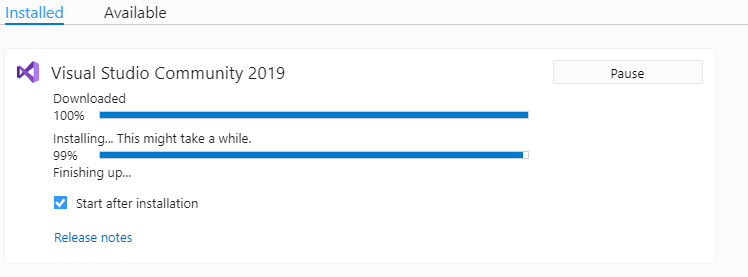 Installed Available
Visual Studio Community 2019 Pause
Downloaded
100%
Installing... This might take a while.
99%
Finishing up...
Start after installation
Release notes